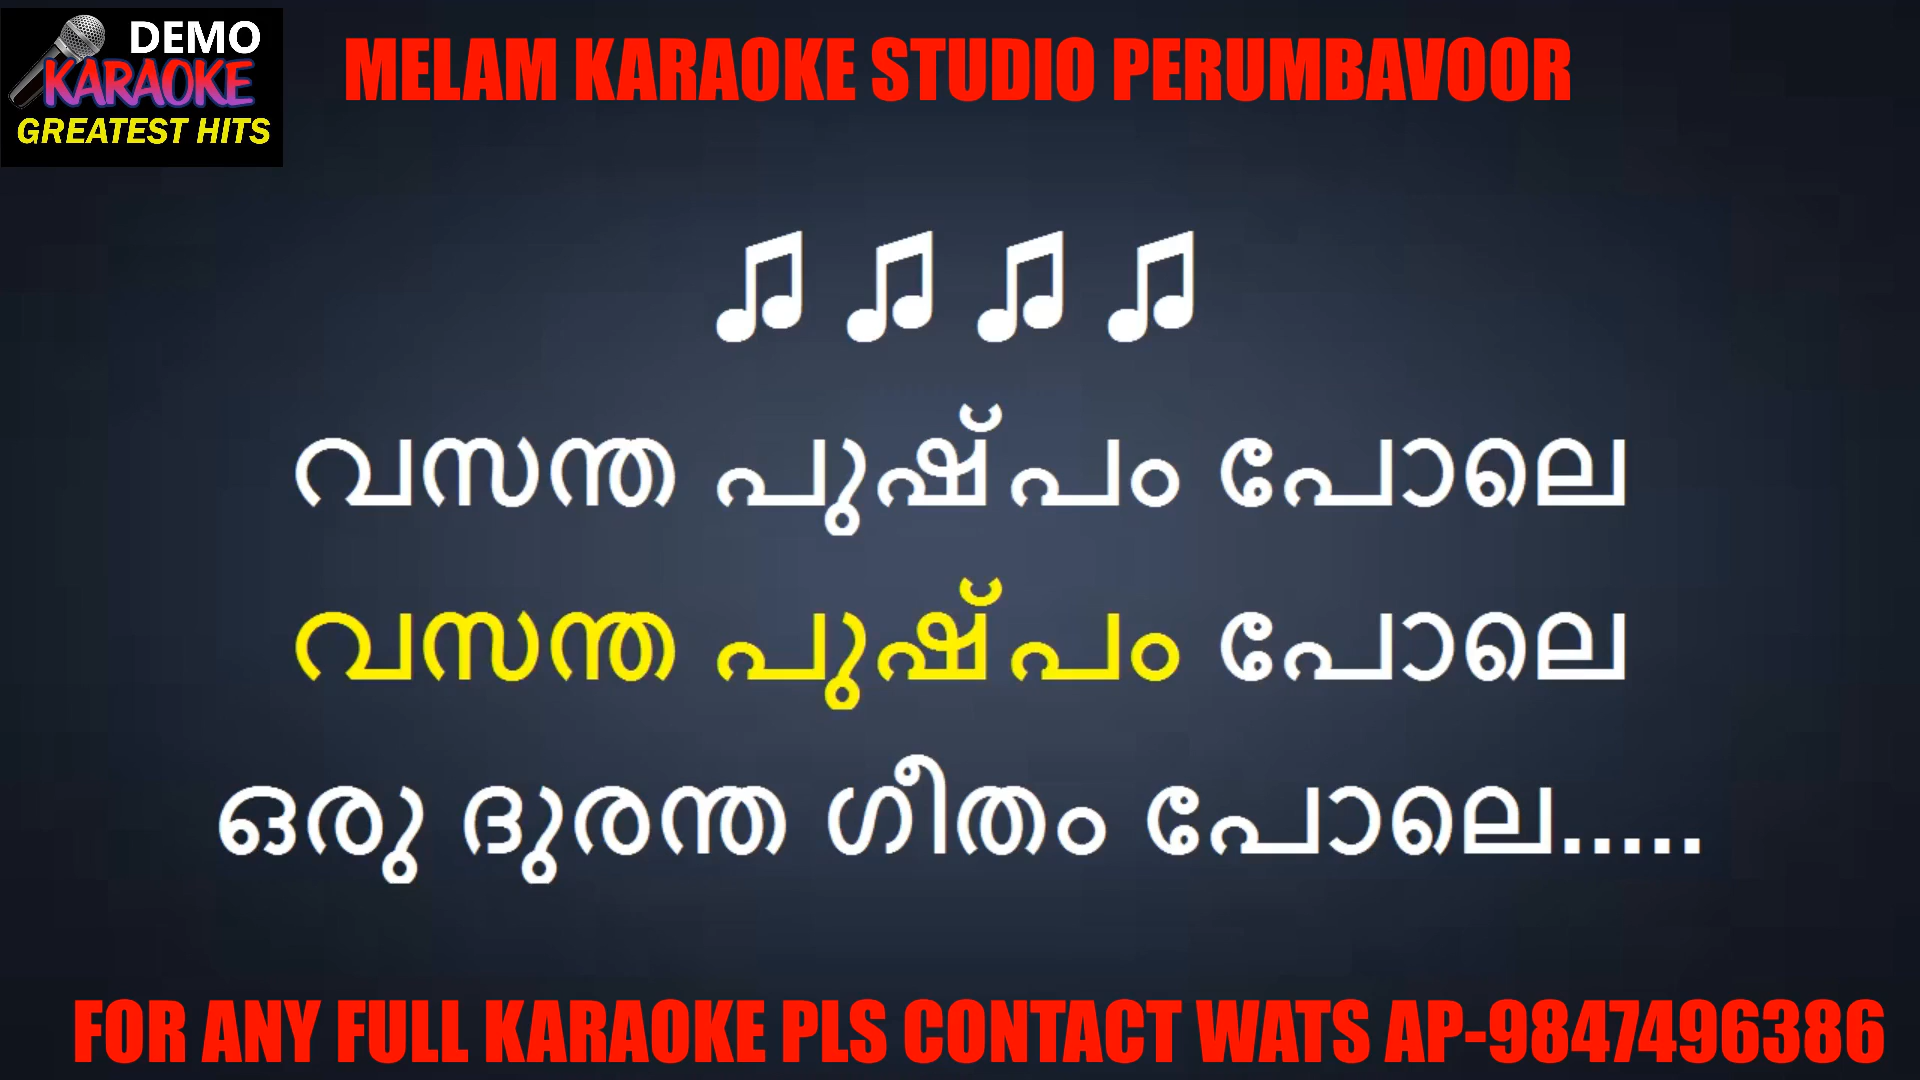 DEMO
KARAOKE
GREATEST HITS
MELAM KARAOKE STUDIO PERUMBAVOOR
♫ ♫ ♫ ♫
വസന്ത പുഷ്‌പം പോലെ
വസന്ത പുഷ്‌പം പോലെ
ഒരു ദുരന്ത ഗീതം പോലെ.....
FOR ANY FULL KARAOKE PLS CONTACT WATS AP-9847496386